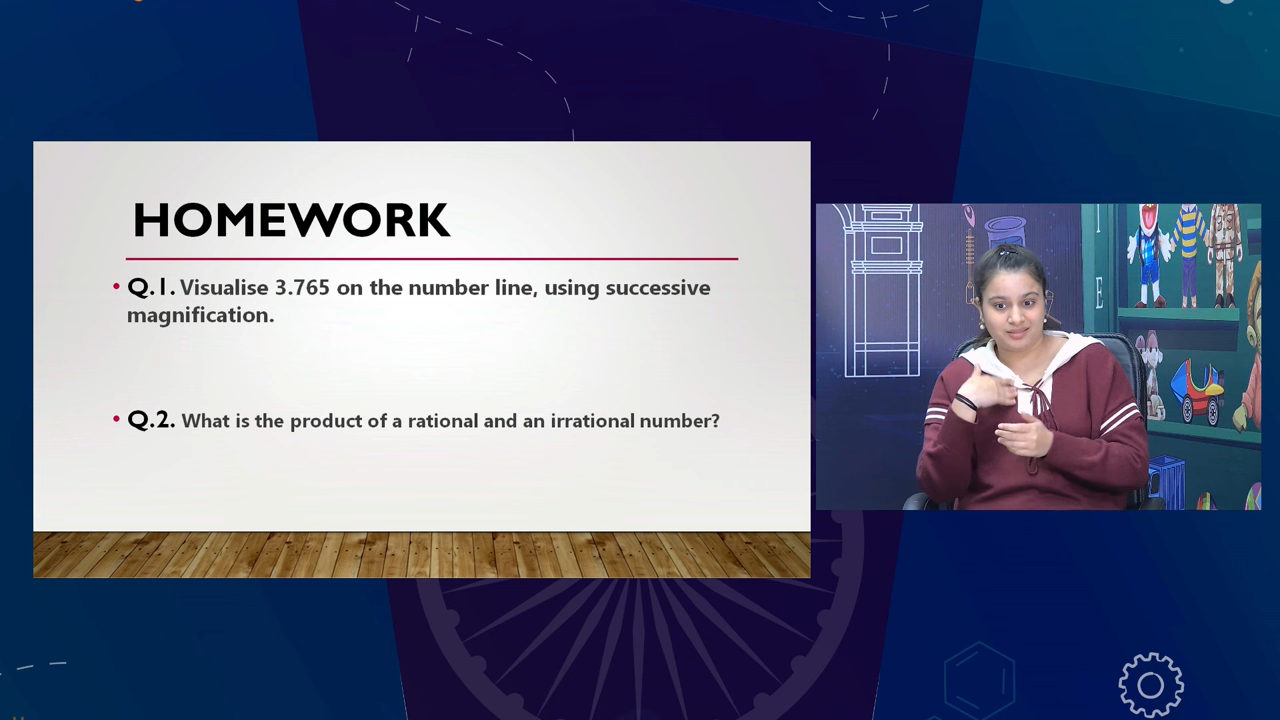 HOMEWORK
• Q.1. Visualise 3.765 on the number line, using successive
magnification.
• Q.2. What is the product of a rational and an irrational number?
I
E